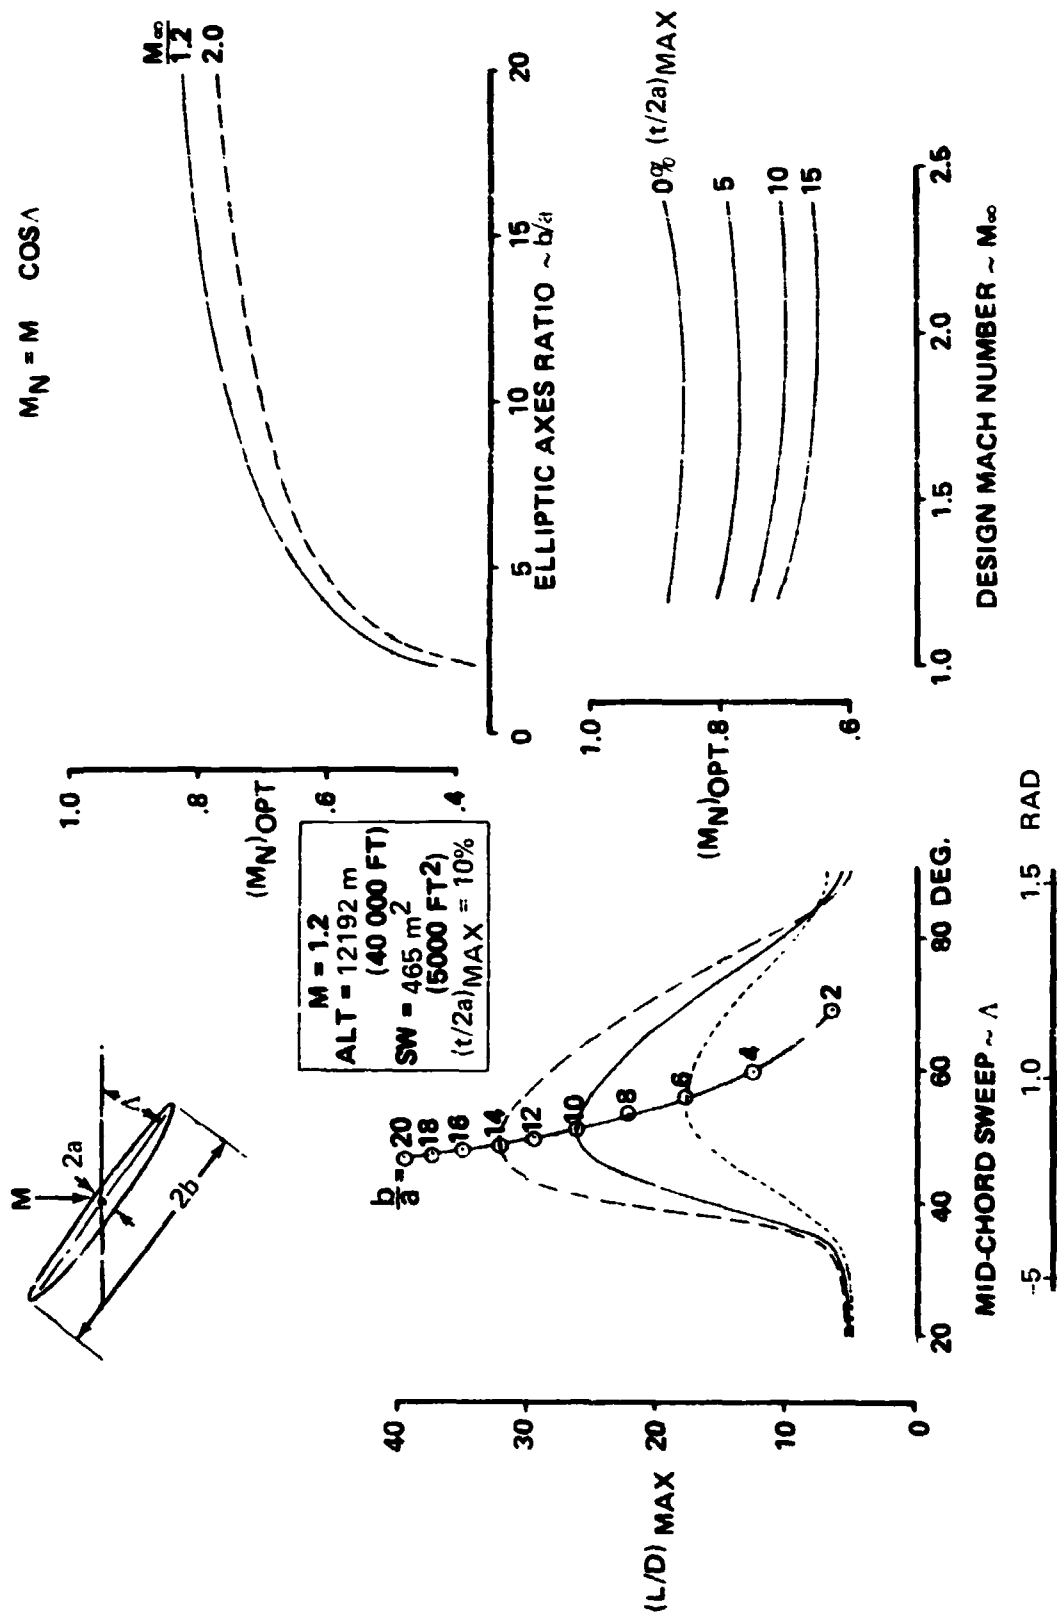 M_N = M COSΛ
M
2a
Λ
2b
M = 1.2
ALT = 12192 m
(40 000 FT)
SW = 465 m²
(5000 FT²)
(t/2a)MAX = 10%
(L/D) MAX
40
30
20
10
0
b/a =
20
18
16
14
12
10
8
6
4
2
20
40
60
80 DEG.
MID-CHORD SWEEP ~ Λ
.5
1.0
1.5
RAD
(M_N)OPT
1.0
.8
.6
.4
M∞
1.2
2.0
0
5
10
15
20
ELLIPTIC AXES RATIO ~ b/a
(M_N)OPT
1.0
.8
.6
0% (t/2a)MAX
5
10
15
1.0
1.5
2.0
2.5
DESIGN MACH NUMBER ~ M∞